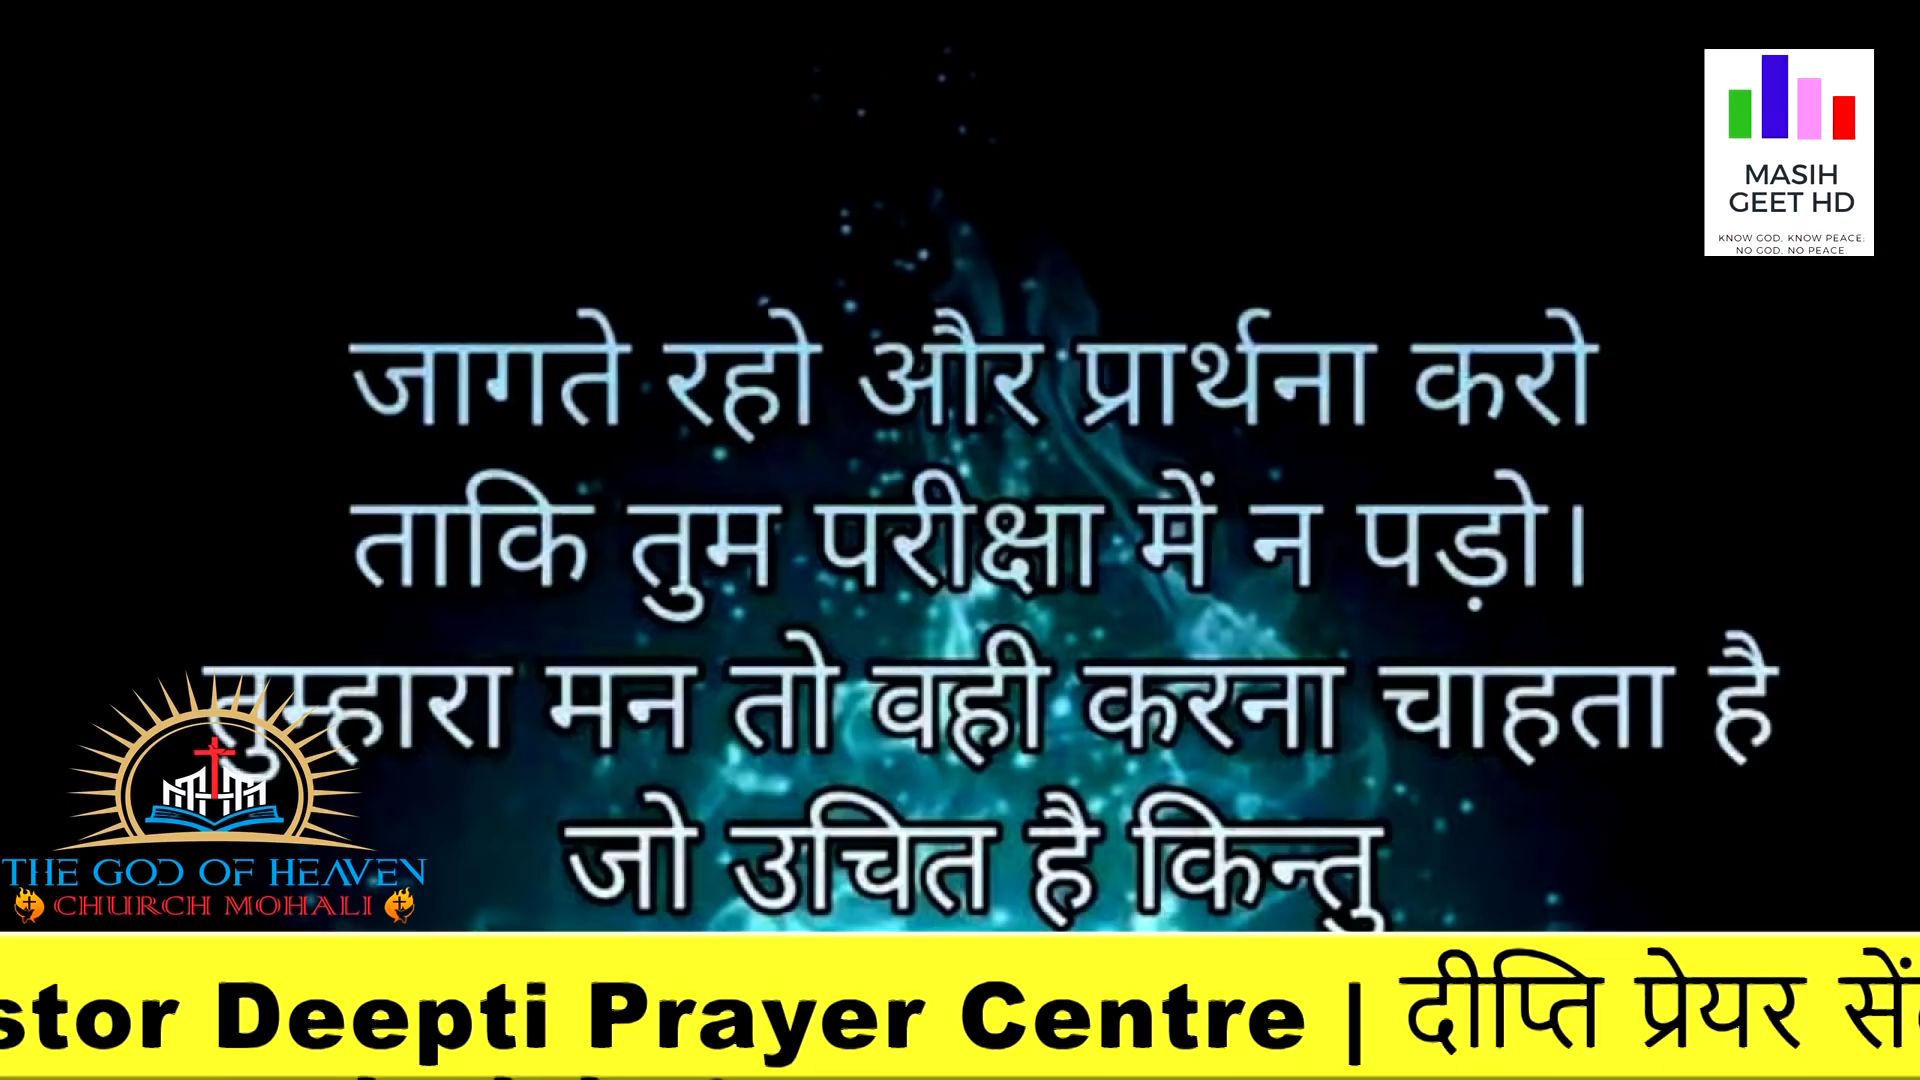 MASIH
GEET HD
KNOW GOD, KNOW PEACE;
NO GOD, NO PEACE.
जागते रहो और प्रार्थना करो
ताकि तुम परीक्षा में न पड़ो।
तुम्हारा मन तो वही करना चाहता है
जो उचित है किन्तु
THE GOD OF HEAVEN
CHURCH MOHALI
Deepti Prayer Centre | दीप्ति प्रेयर